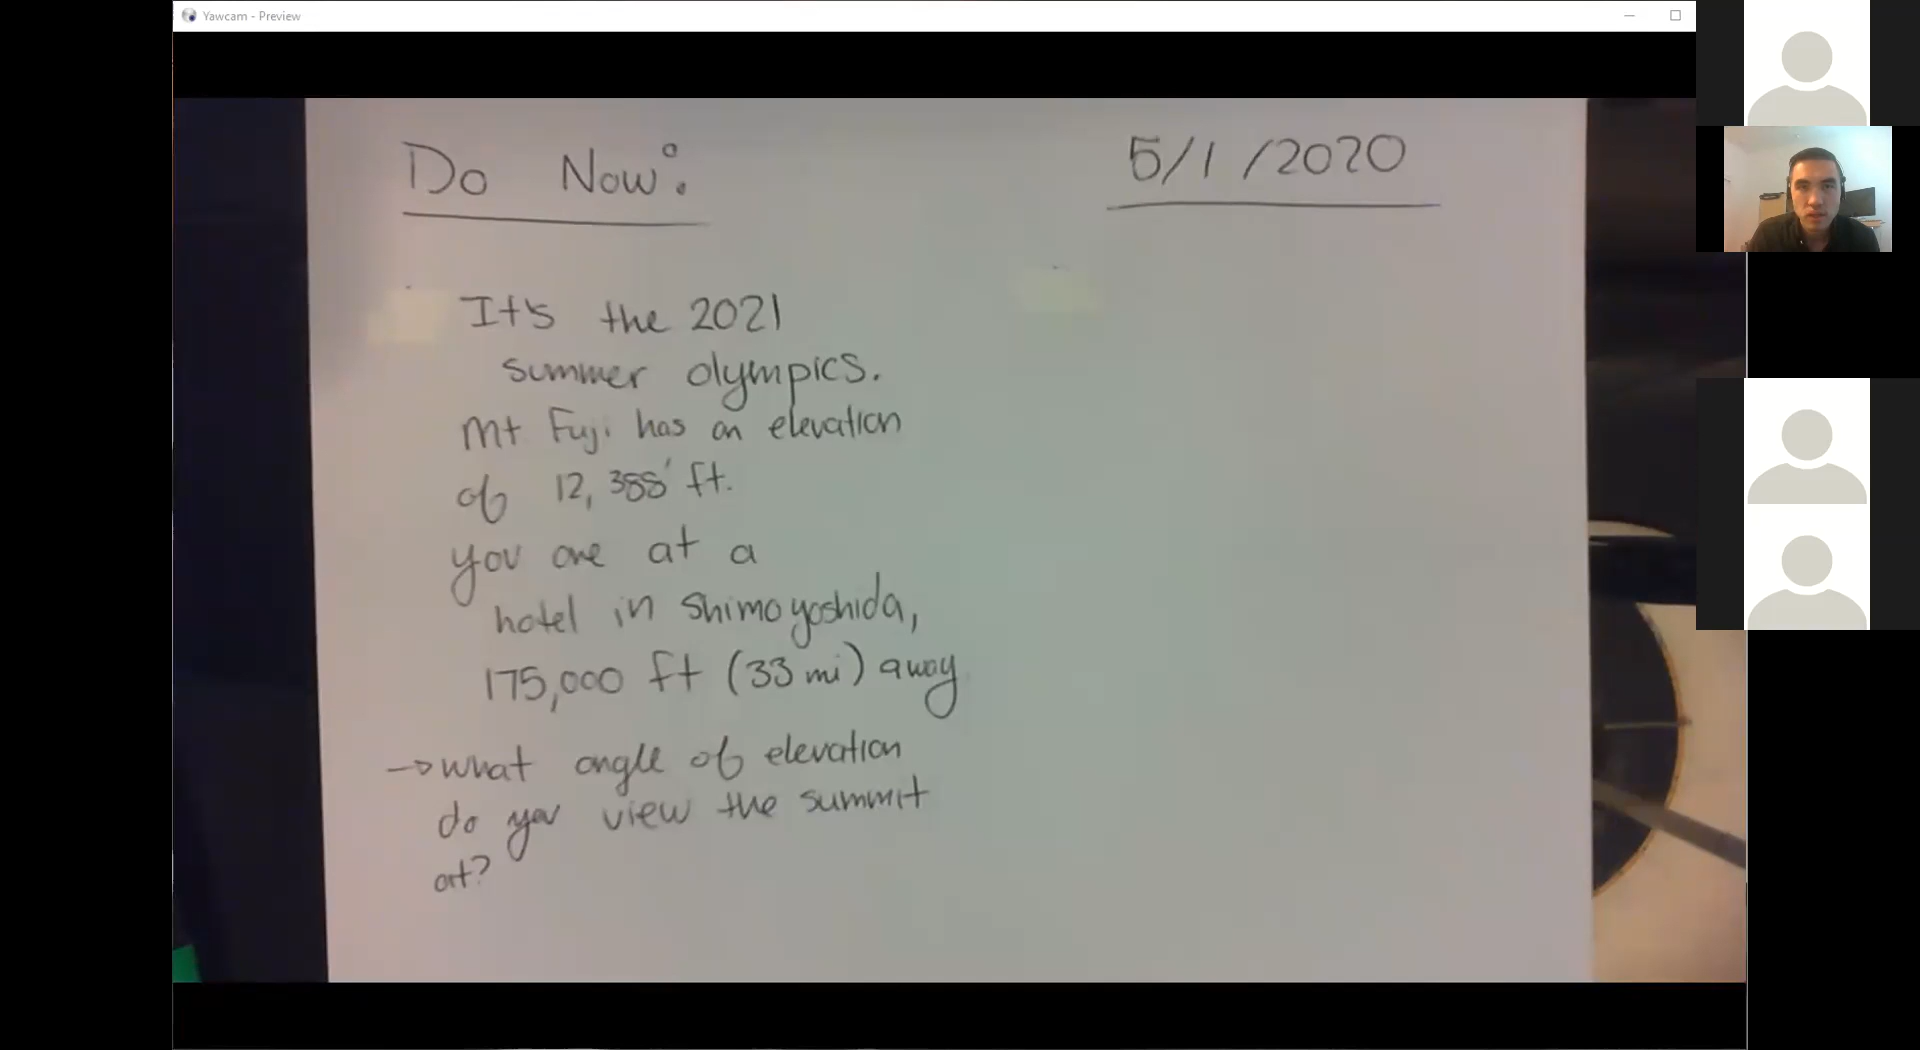 Yawcam - Preview
Do Now:
5/1/2020
It's the 2021
summer olympics.
Mt Fuji has an elevation
of 12,388' ft.
you are at a
hotel in Shimoyoshida,
175,000 ft (33 mi) away
→ what angle of elevation
do you view the summit
at?